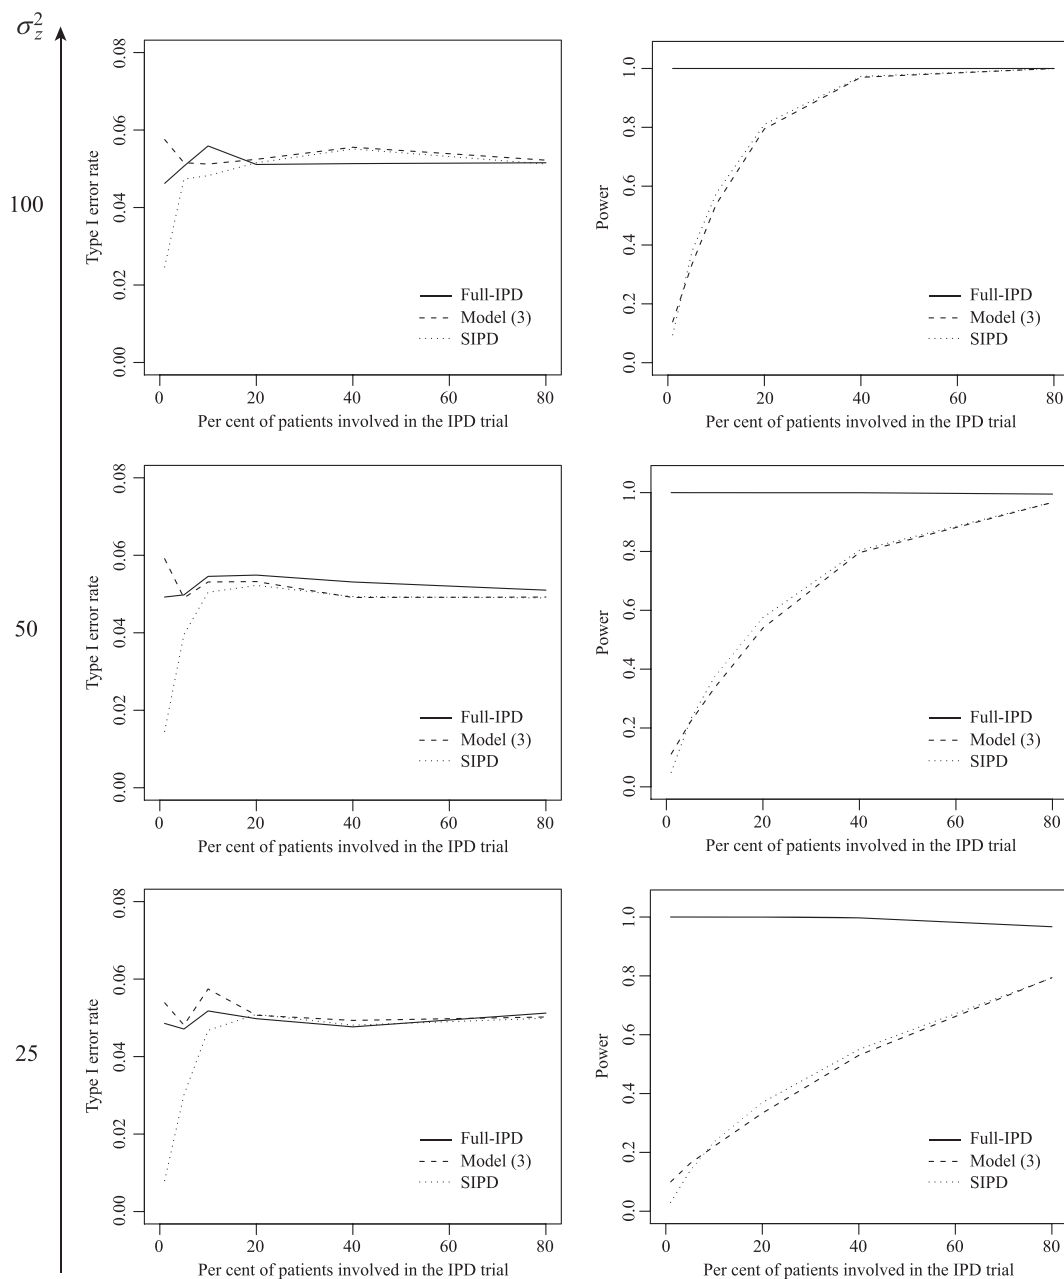 σ²z
100
Type I error rate
0.08
0.06
0.04
0.02
0.00
Full-IPD
Model (3)
SIPD
0 20 40 60 80
Per cent of patients involved in the IPD trial
Power
1.0
0.8
0.6
0.4
0.2
0.0
Full-IPD
Model (3)
SIPD
0 20 40 60 80
Per cent of patients involved in the IPD trial
50
Type I error rate
0.08
0.06
0.04
0.02
0.00
Full-IPD
Model (3)
SIPD
0 20 40 60 80
Per cent of patients involved in the IPD trial
Power
1.0
0.8
0.6
0.4
0.2
0.0
Full-IPD
Model (3)
SIPD
0 20 40 60 80
Per cent of patients involved in the IPD trial
25
Type I error rate
0.08
0.06
0.04
0.02
0.00
Full-IPD
Model (3)
SIPD
0 20 40 60 80
Per cent of patients involved in the IPD trial
Power
1.0
0.8
0.6
0.4
0.2
0.0
Full-IPD
Model (3)
SIPD
0 20 40 60 80
Per cent of patients involved in the IPD trial